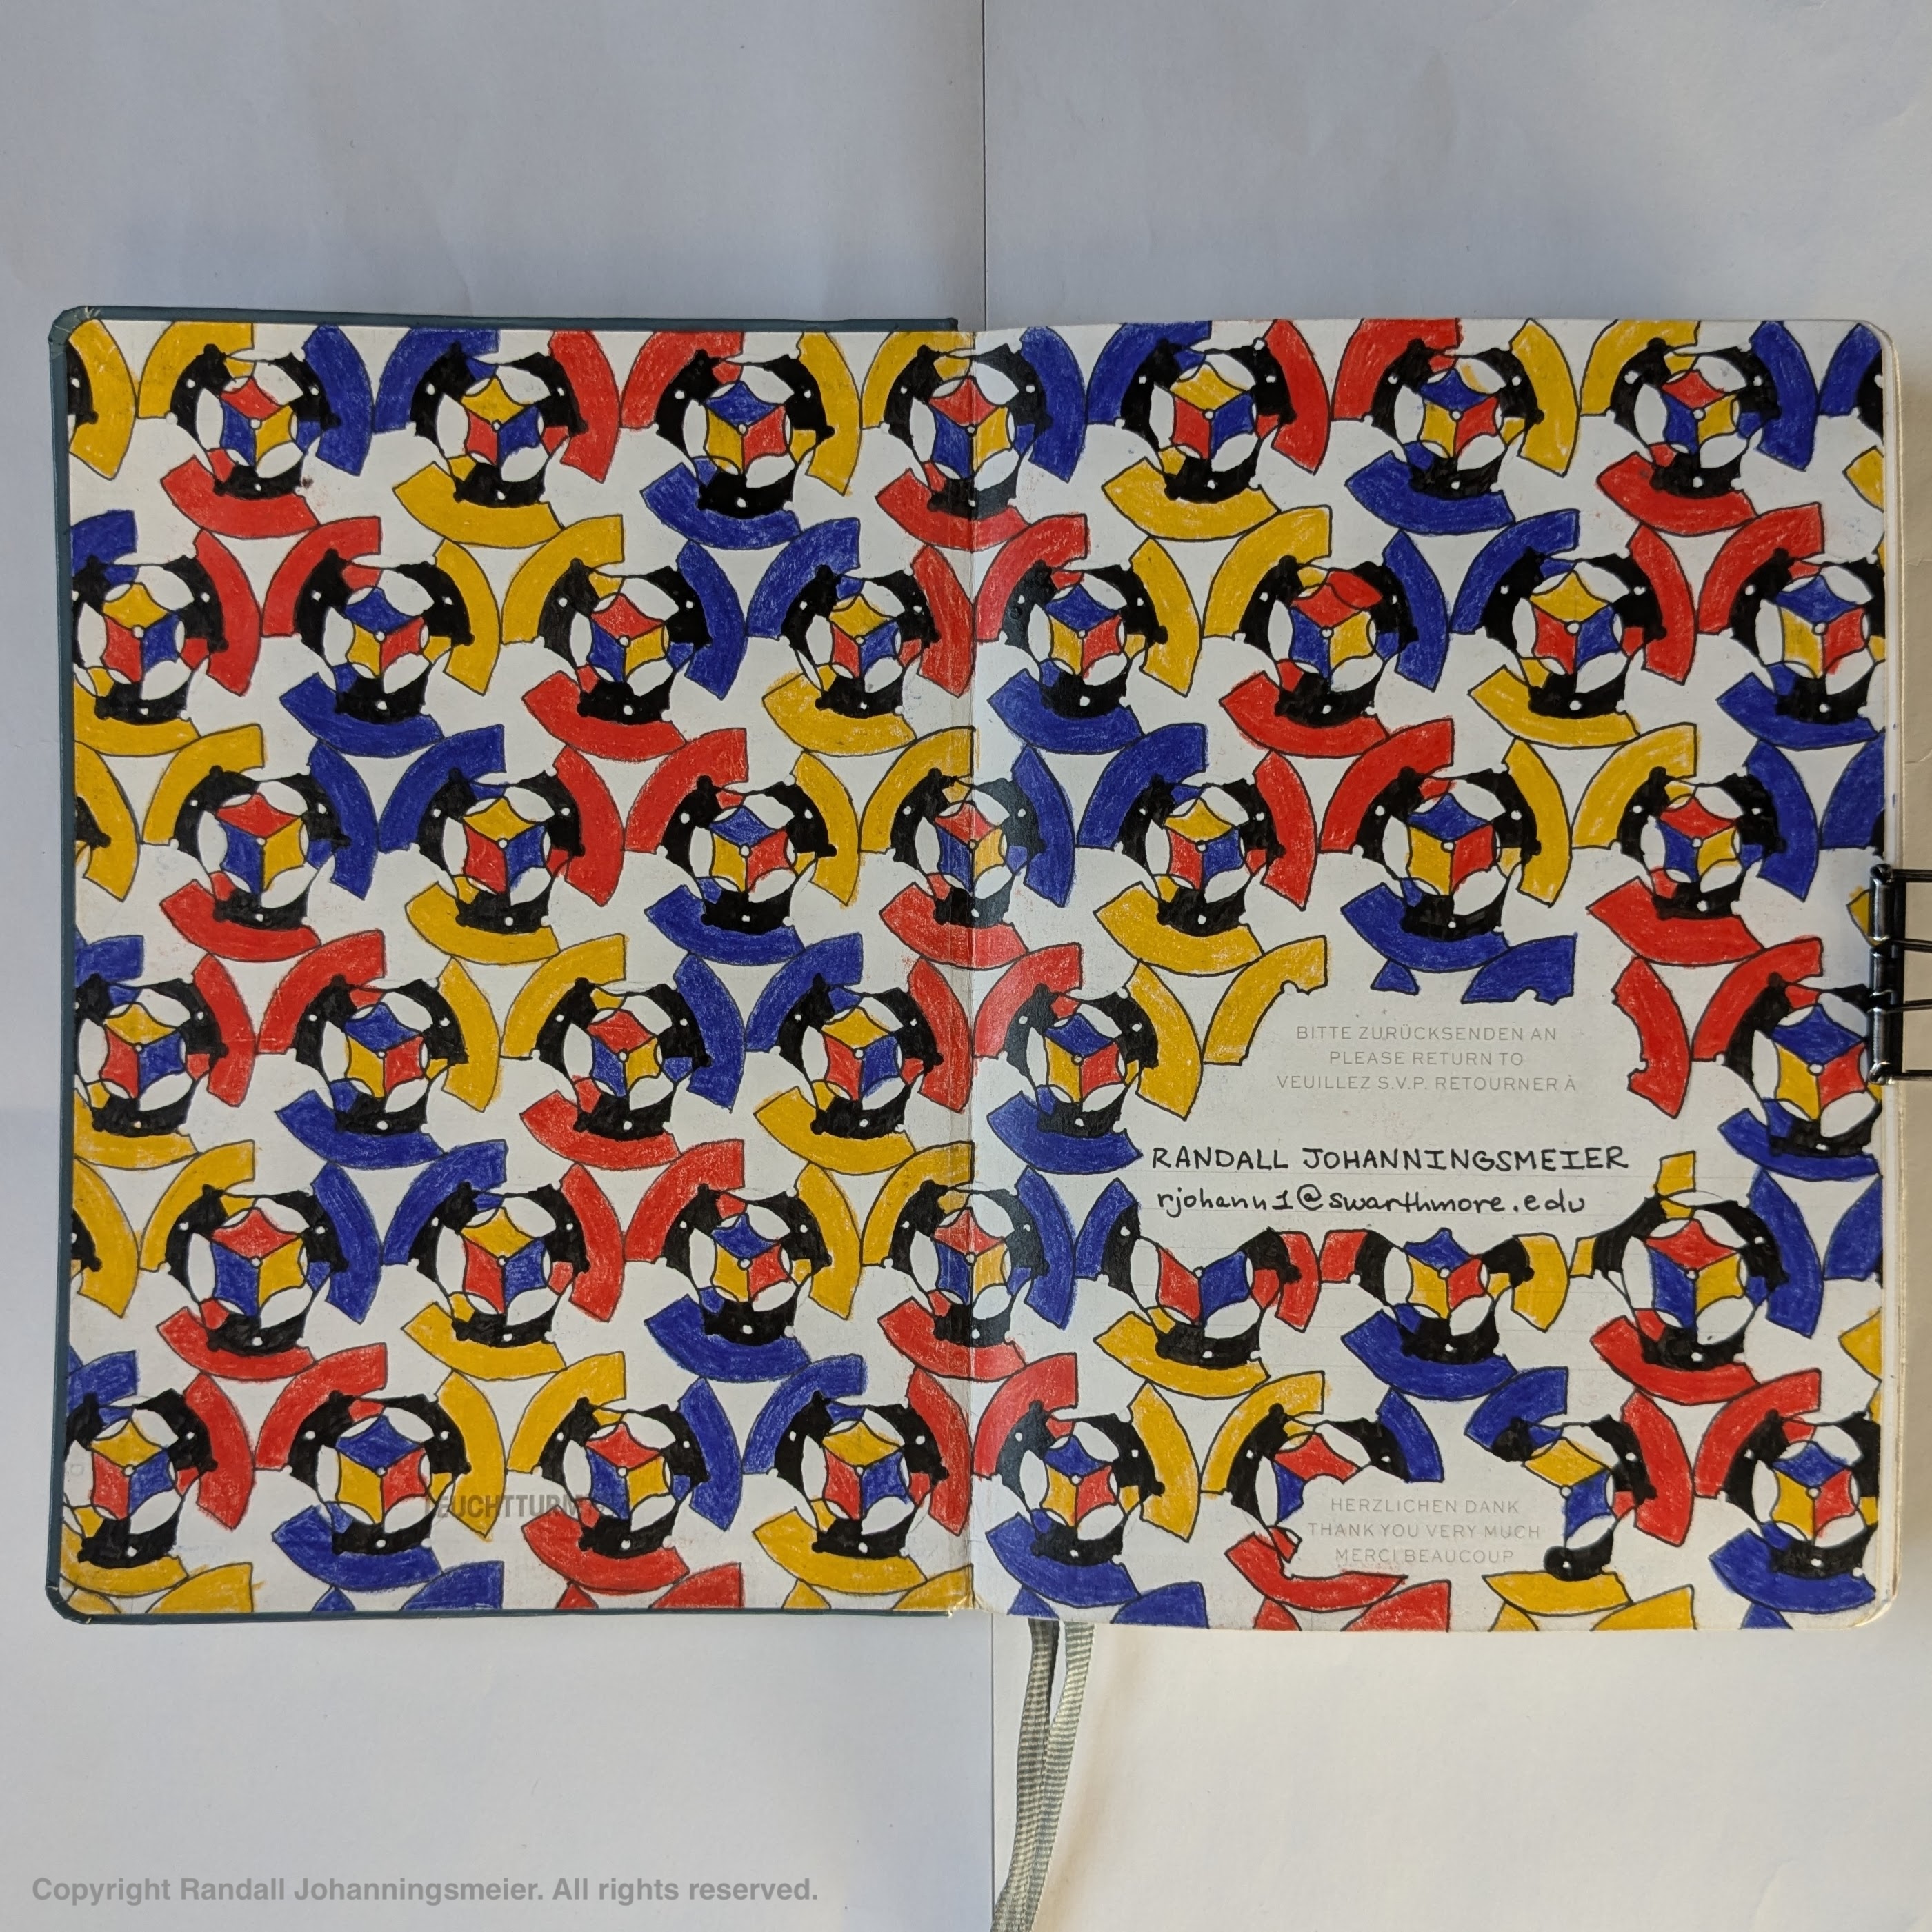 BITTE ZURÜCKSENDEN AN
PLEASE RETURN TO
VEUILLEZ S.V.P. RETOURNER À
RANDALL JOHANNINGSMEIER
rjohann1@swarthmore.edu
HERZLICHEN DANK
THANK YOU VERY MUCH
MERCI BEAUCOUP
Copyright Randall Johanningsmeier. All rights reserved.